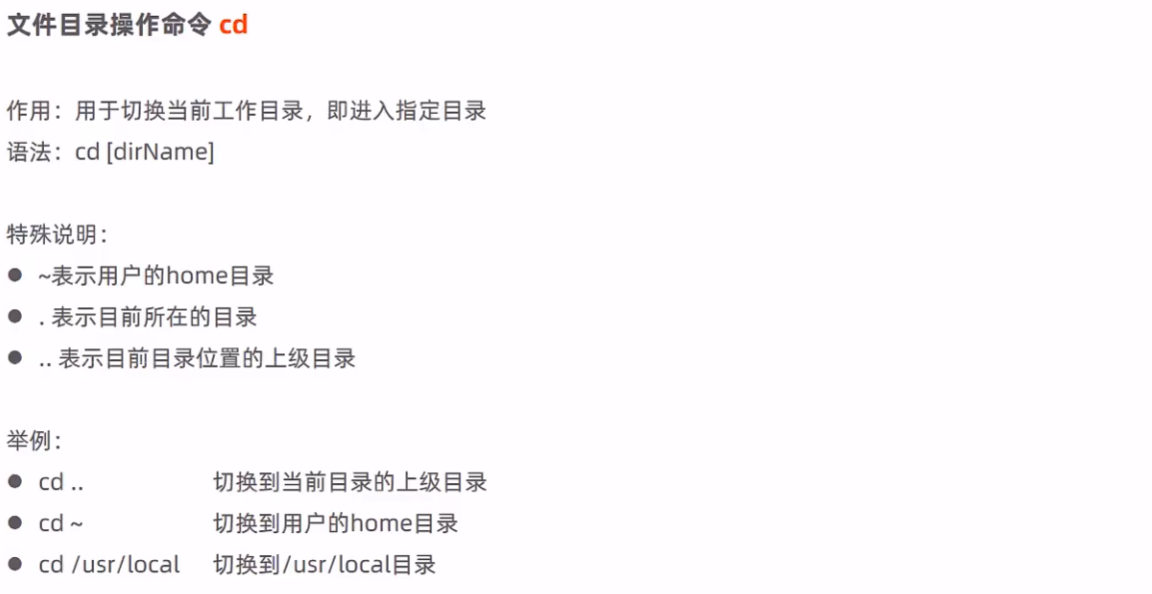 文件目录操作命令 cd
作用：用于切换当前工作目录，即进入指定目录
语法：cd [dirName]
特殊说明：
● ~表示用户的home目录
● . 表示目前所在的目录
● .. 表示目前目录位置的上级目录
举例：
● cd .. 切换到当前目录的上级目录
● cd ~ 切换到用户的home目录
● cd /usr/local 切换到/usr/local目录